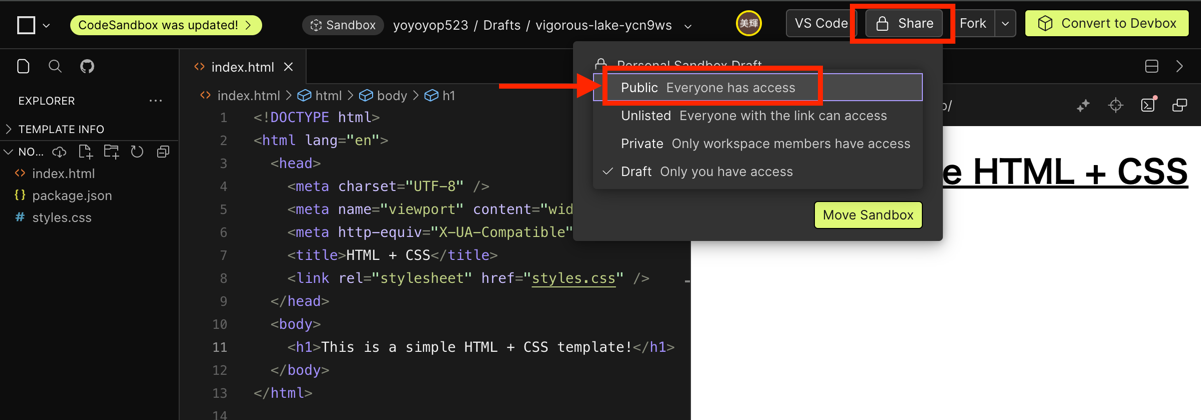 CodeSandbox was updated!
Sandbox
yoyoyop523 / Drafts / vigorous-lake-ycn9ws
美輝
VS Code
Share
Fork
Convert to Devbox
EXPLORER
TEMPLATE INFO
NO...
index.html
package.json
styles.css
index.html
index.html > html > body > h1
1 <!DOCTYPE html>
2 <html lang="en">
3 <head>
4 <meta charset="UTF-8" />
5 <meta name="viewport" content="wid
6 <meta http-equiv="X-UA-Compatible"
7 <title>HTML + CSS</title>
8 <link rel="stylesheet" href="styles.css" />
9 </head>
10 <body>
11 <h1>This is a simple HTML + CSS template!</h1>
12 </body>
13 </html>
14
Personal Sandbox Draft
Public Everyone has access
Unlisted Everyone with the link can access
Private Only workspace members have access
Draft Only you have access
Move Sandbox
o/
e HTML + CSS